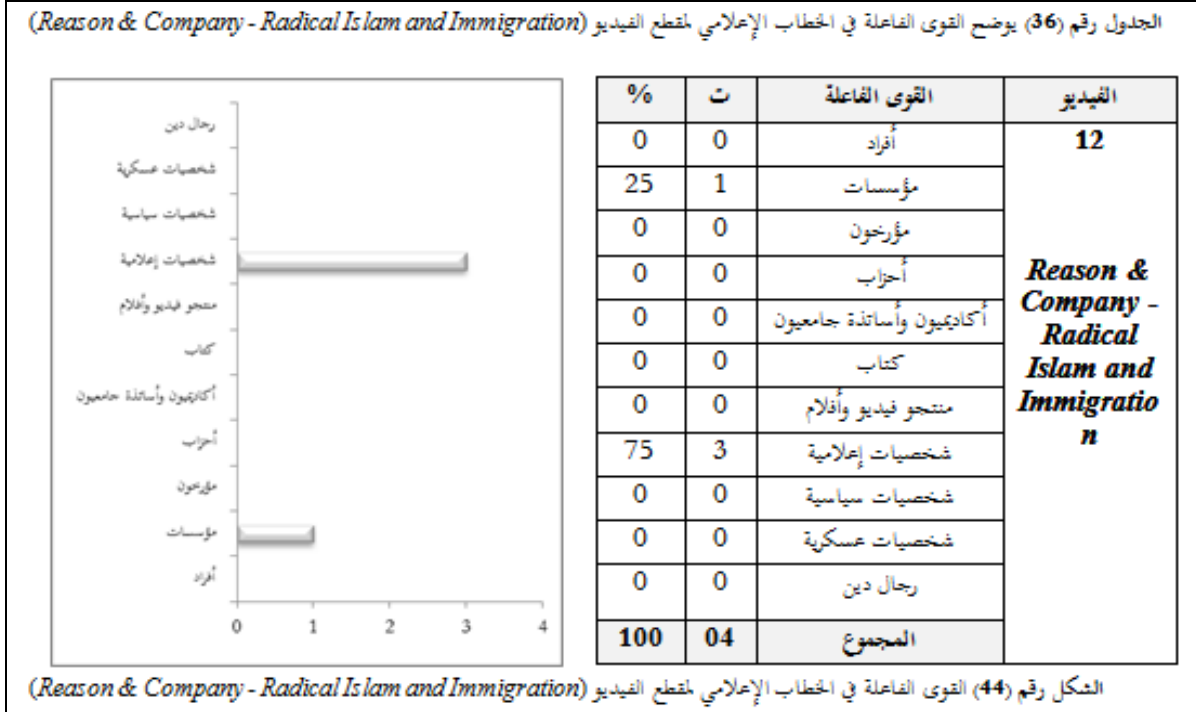 الجدول رقم (36) يوضح القوى الفاعلة في الخطاب الإعلامي لمقطع الفيديو (Reason & Company - Radical Islam and Immigration)
الفيديو القوى الفاعلة ت %
12 أفراد 0 0
مؤسسات 1 25
مؤرخون 0 0
أحزاب 0 0
أكاديميون وأساتذة جامعيون 0 0
كتاب 0 0
منتجو فيديو وأفلام 0 0
شخصيات إعلامية 3 75
شخصيات سياسية 0 0
شخصيات عسكرية 0 0
رجال دين 0 0
المجموع 04 100
Reason &
Company -
Radical
Islam and
Immigratio
n
رجال دين
شخصيات عسكرية
شخصيات سياسية
شخصيات إعلامية
منتجو فيديو وأفلام
كتاب
أكاديميون وأساتذة جامعيون
أحزاب
مؤرخون
مؤسسات
أفراد
0 1 2 3 4
الشكل رقم (44) القوى الفاعلة في الخطاب الإعلامي لمقطع الفيديو (Reason & Company - Radical Islam and Immigration)